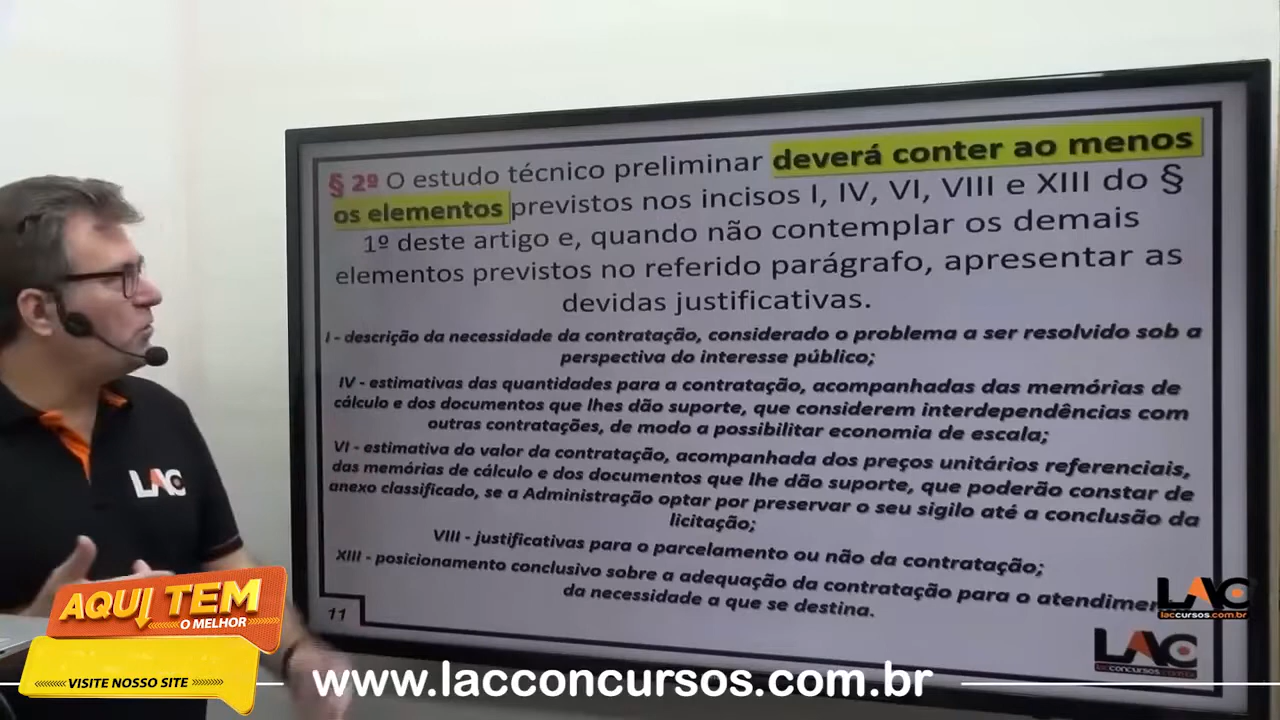 § 2º O estudo técnico preliminar deverá conter ao menos
os elementos previstos nos incisos I, IV, VI, VIII e XIII do §
1º deste artigo e, quando não contemplar os demais
elementos previstos no referido parágrafo, apresentar as
devidas justificativas.
I - descrição da necessidade da contratação, considerado o problema a ser resolvido sob a
perspectiva do interesse público;
IV - estimativas das quantidades para a contratação, acompanhadas das memórias de
cálculo e dos documentos que lhes dão suporte, que considerem interdependências com
outras contratações, de modo a possibilitar economia de escala;
VI - estimativa do valor da contratação, acompanhada dos preços unitários referenciais,
das memórias de cálculo e dos documentos que lhe dão suporte, que poderão constar de
anexo classificado, se a Administração optar por preservar o seu sigilo até a conclusão da
licitação;
VIII - justificativas para o parcelamento ou não da contratação;
XIII - posicionamento conclusivo sobre a adequação da contratação para o atendimen
da necessidade a que se destina.
11
LAC
laccursos.com.br
LAC
LAC
AQUI TEM
O MELHOR
VISITE NOSSO SITE
www.lacconcursos.com.br